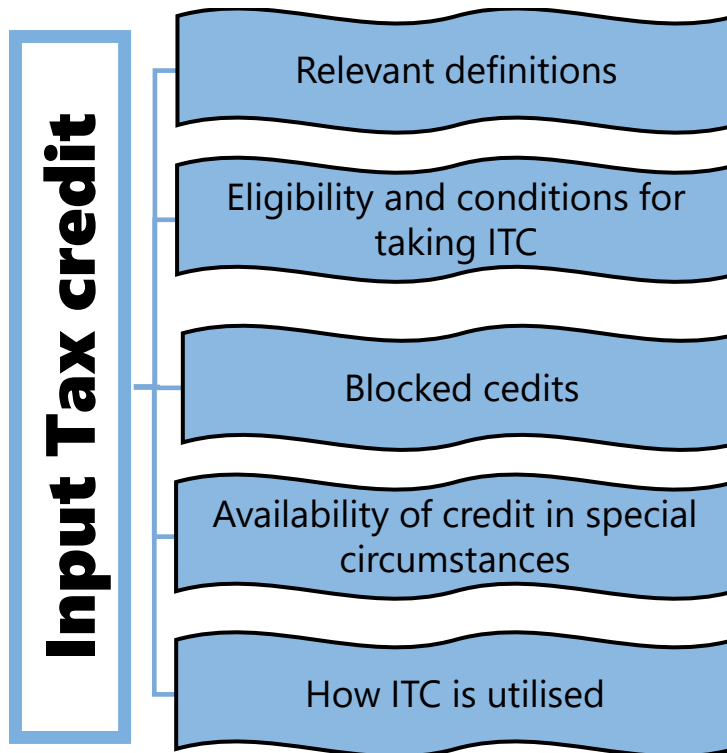 Input Tax credit
Relevant definitions
Eligibility and conditions for
taking ITC
Blocked cedits
Availability of credit in special
circumstances
How ITC is utilised